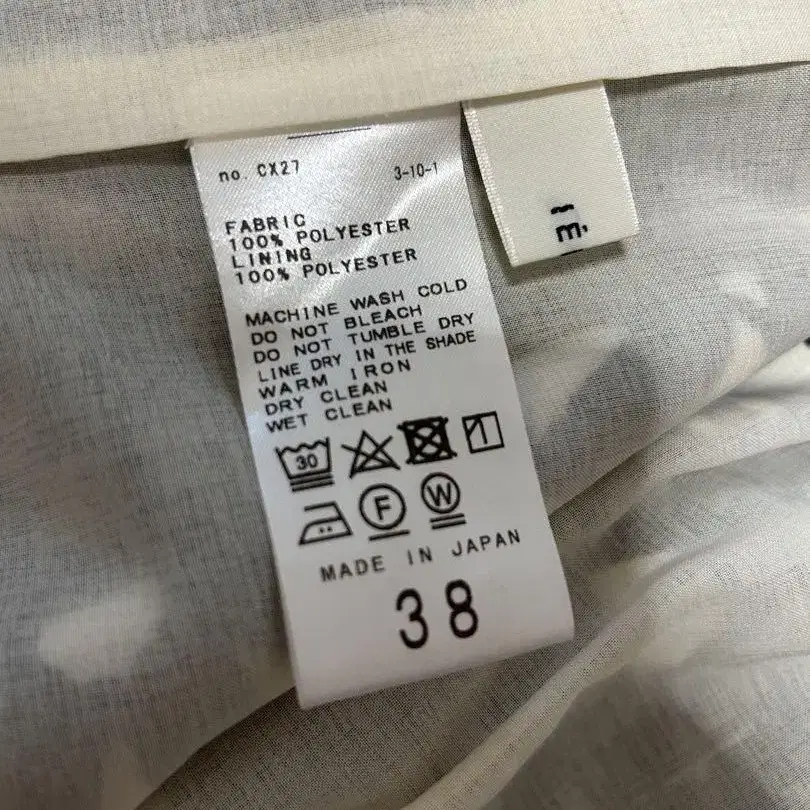 no. CX27 3-10-1
FABRIC
100% POLYESTER
LINING
100% POLYESTER
MACHINE WASH COLD
DO NOT BLEACH
DO NOT TUMBLE DRY
LINE DRY IN THE SHADE
WARM IRON
DRY CLEAN
WET CLEAN
30
F W
MADE IN JAPAN
38